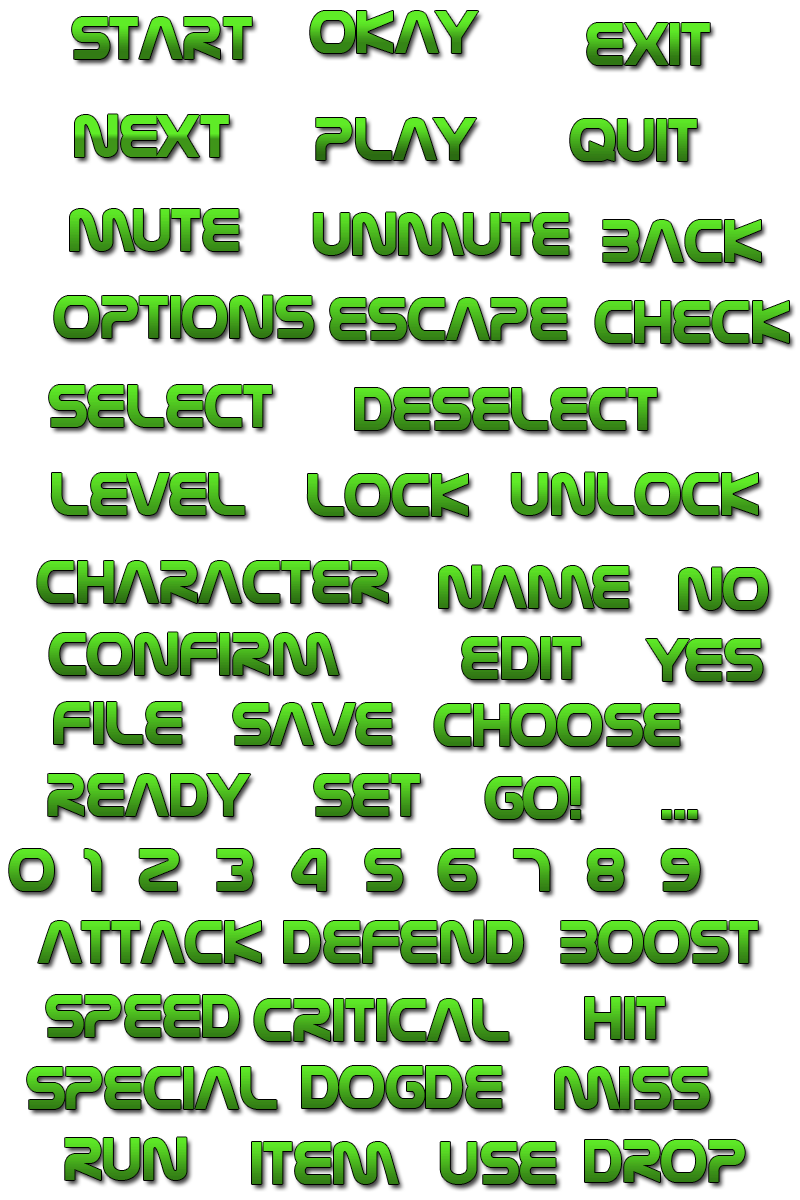 START OKAY EXIT
NEXT PLAY QUIT
MUTE UNMUTE BACK
OPTIONS ESCAPE CHECK
SELECT DESELECT
LEVEL LOCK UNLOCK
CHARACTER NAME NO
CONFIRM EDIT YES
FILE SAVE CHOOSE
READY SET GO! ...
0 1 2 3 4 5 6 7 8 9
ATTACK DEFEND BOOST
SPEED CRITICAL HIT
SPECIAL DOGDE MISS
RUN ITEM USE DROP